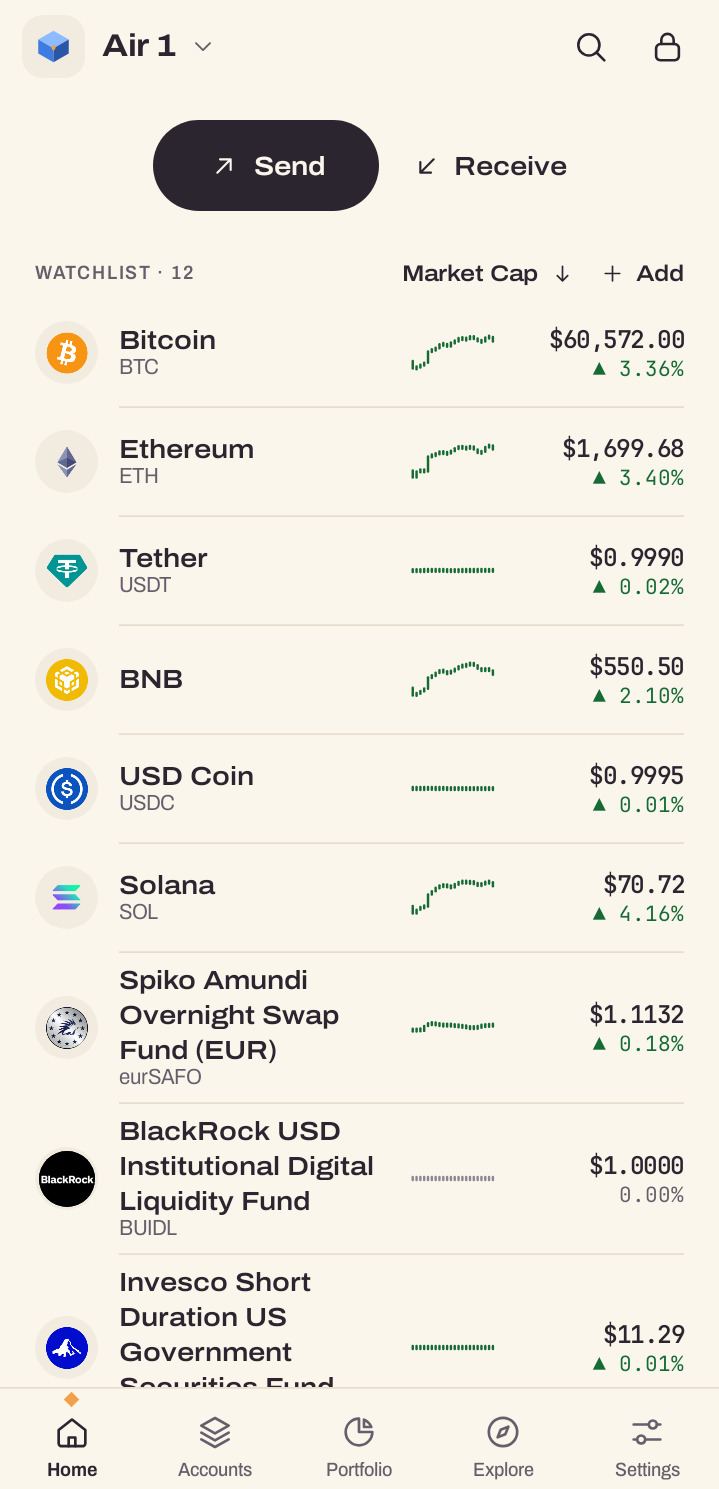 Air 1
Send
Receive
WATCHLIST · 12
Market Cap ↓
+ Add
Bitcoin
BTC
$60,572.00
▲ 3.36%
Ethereum
ETH
$1,699.68
▲ 3.40%
Tether
USDT
$0.9990
▲ 0.02%
BNB
$550.50
▲ 2.10%
USD Coin
USDC
$0.9995
▲ 0.01%
Solana
SOL
$70.72
▲ 4.16%
Spiko Amundi
Overnight Swap
Fund (EUR)
eurSAFO
$1.1132
▲ 0.18%
BlackRock
BlackRock USD
Institutional Digital
Liquidity Fund
BUIDL
$1.0000
0.00%
Invesco Short
Duration US
Government
Securities Fund
$11.29
▲ 0.01%
Home
Accounts
Portfolio
Explore
Settings